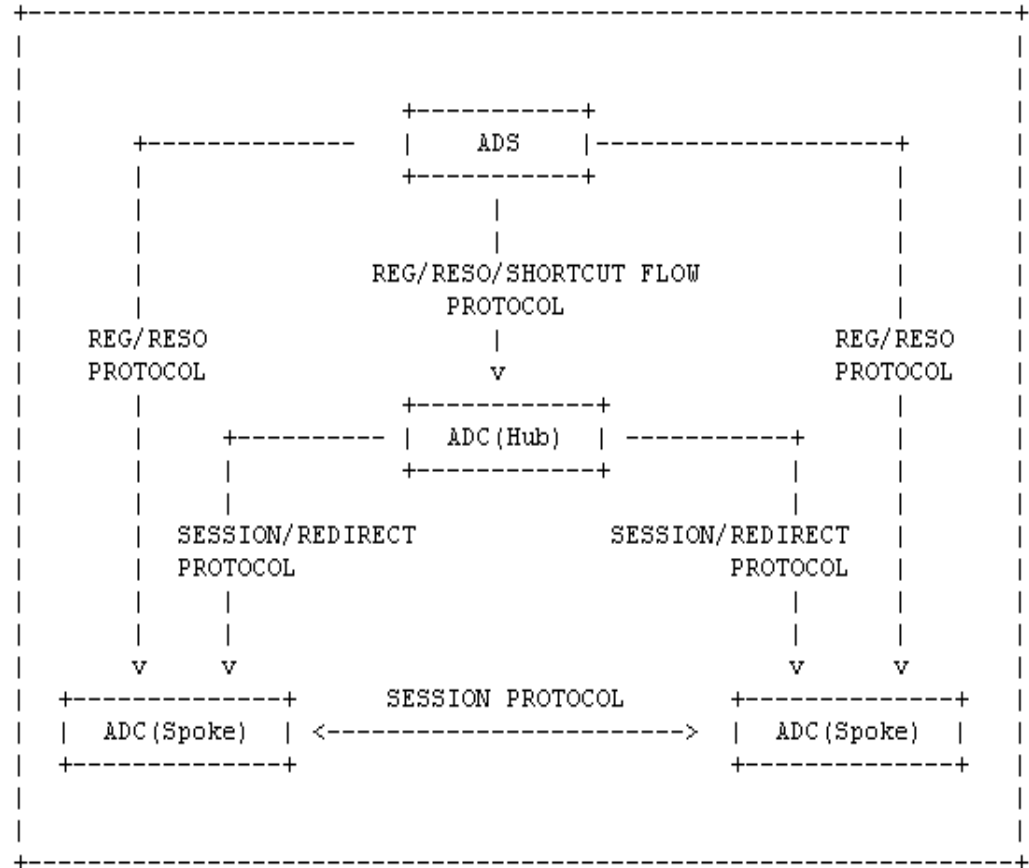 ADS
REG/RESO/SHORTCUT FLOW
PROTOCOL
REG/RESO
PROTOCOL
REG/RESO
PROTOCOL
ADC(Hub)
SESSION/REDIRECT
PROTOCOL
SESSION/REDIRECT
PROTOCOL
SESSION PROTOCOL
ADC(Spoke)
ADC(Spoke)